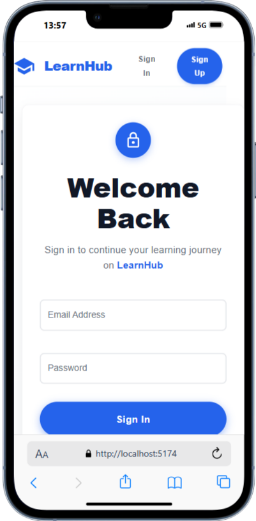 13:57 5G
LearnHub Sign In Sign Up
Welcome
Back
Sign in to continue your learning journey
on LearnHub
Email Address
Password
Sign In
AA http://localhost:5174